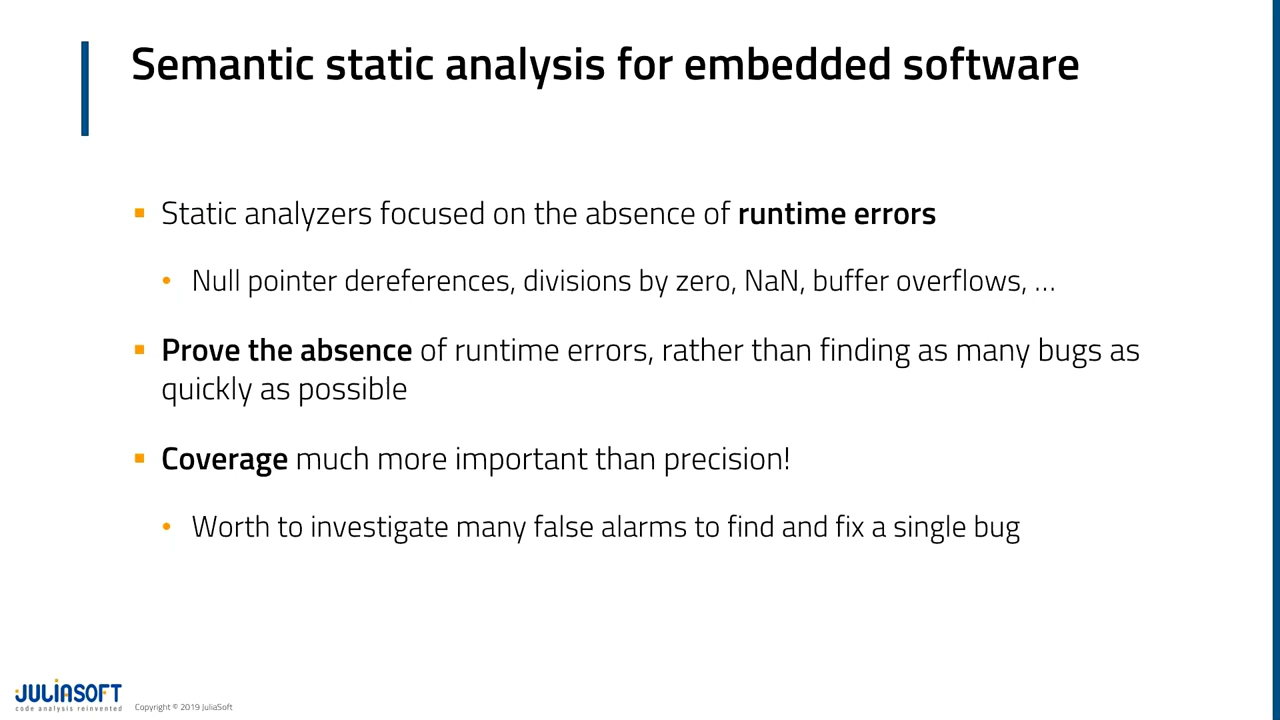 Semantic static analysis for embedded software
Static analyzers focused on the absence of runtime errors
Null pointer dereferences, divisions by zero, NaN, buffer overflows, …
Prove the absence of runtime errors, rather than finding as many bugs as
quickly as possible
Coverage much more important than precision!
Worth to investigate many false alarms to find and fix a single bug
JULIASOFT
code analysis reinvented
Copyright © 2019 JuliaSoft